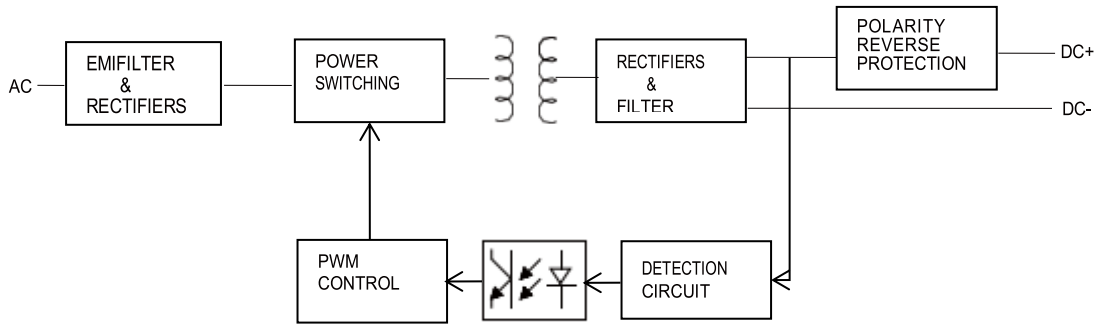 AC
EMIFILTER
&
RECTIFIERS
POWER
SWITCHING
RECTIFIERS
&
FILTER
POLARITY
REVERSE
PROTECTION
DC+
DC-
PWM
CONTROL
DETECTION
CIRCUIT